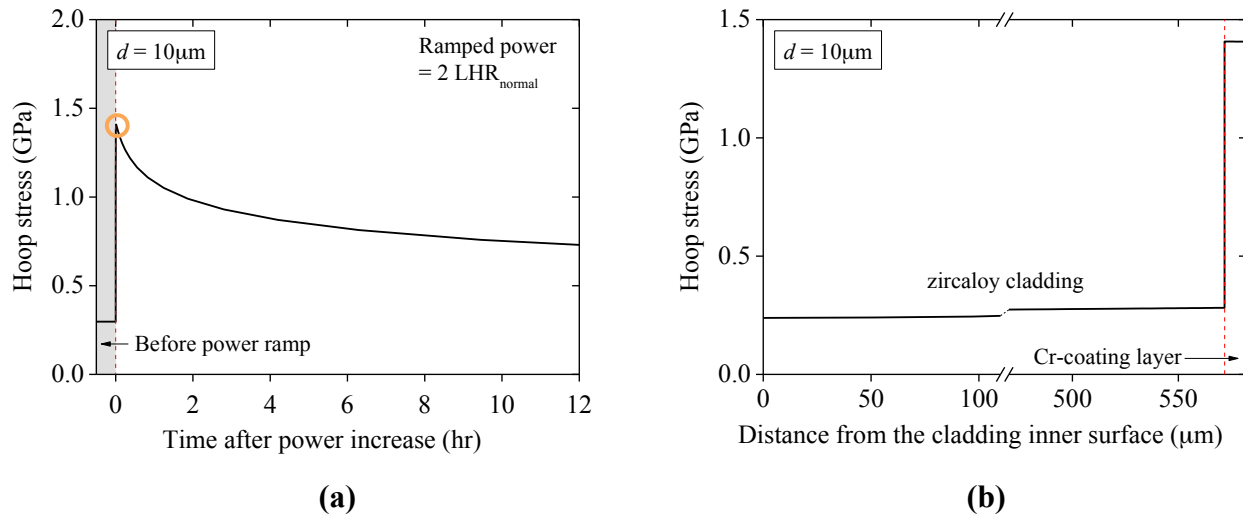 d = 10μm
Ramped power
= 2 LHRnormal
Before power ramp
Hoop stress (GPa)
2.0
1.5
1.0
0.5
0.0
0 2 4 6 8 10 12
Time after power increase (hr)
(a)
d = 10μm
zircaloy cladding
Cr-coating layer
Hoop stress (GPa)
1.5
1.0
0.5
0.0
0 50 100 500 550
Distance from the cladding inner surface (μm)
(b)